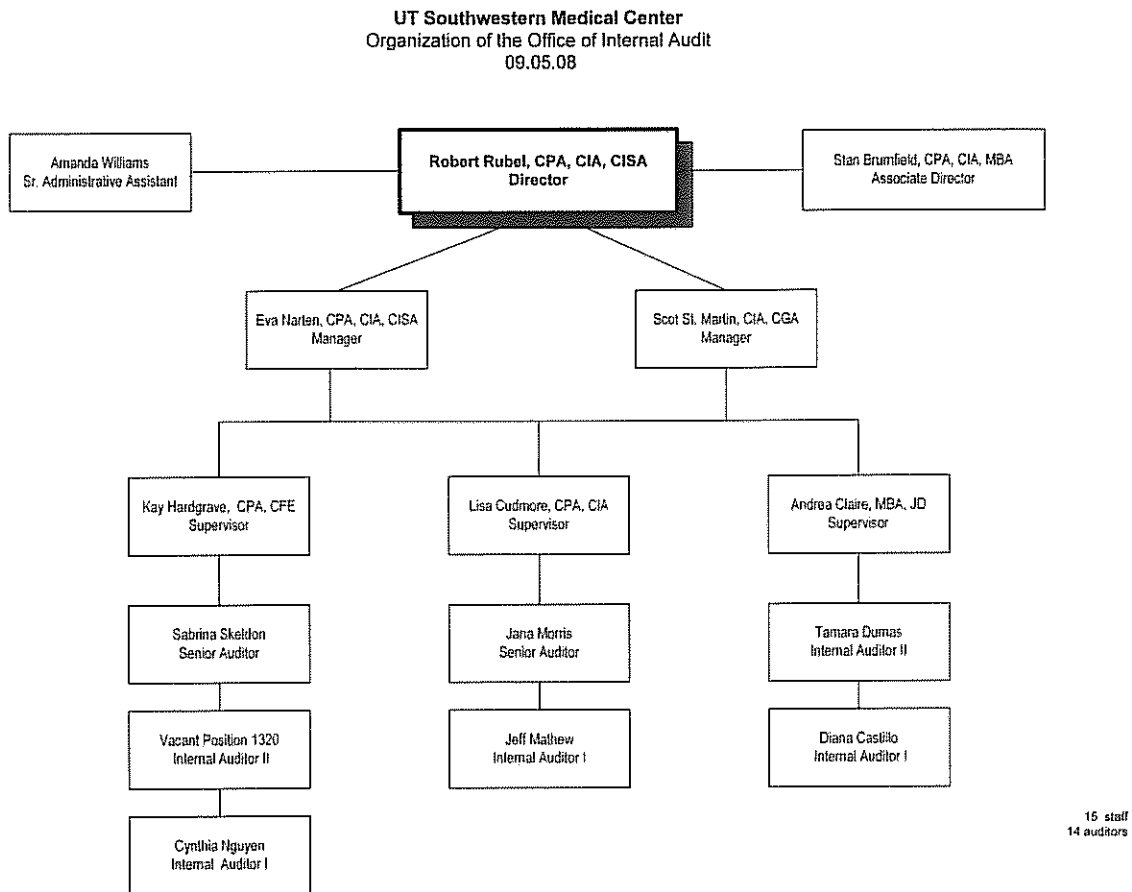 UT Southwestern Medical Center
Organization of the Office of Internal Audit
09.05.08
Amanda Williams
Sr. Administrative Assistant
Robert Rubel, CPA, CIA, CISA
Director
Stan Brumfield, CPA, CIA, MBA
Associate Director
Eva Narten, CPA, CIA, CISA
Manager
Scot St. Martin, CIA, CGA
Manager
Kay Hardgrave, CPA, CFE
Supervisor
Lisa Cudmore, CPA, CIA
Supervisor
Andrea Claire, MBA, JD
Supervisor
Sabrina Skeldon
Senior Auditor
Jana Morris
Senior Auditor
Tamara Dumas
Internal Auditor II
Vacant Position 1320
Internal Auditor II
Jeff Mathew
Internal Auditor I
Diana Castillo
Internal Auditor I
Cynthia Nguyen
Internal Auditor I
15 staff
14 auditors